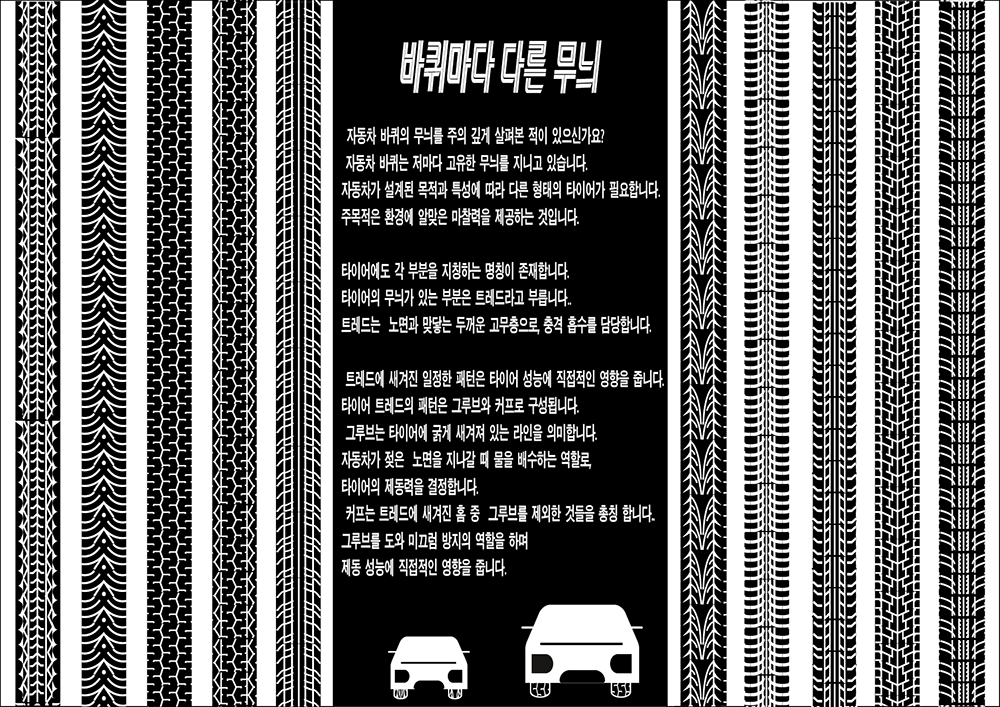 바퀴마다 다른 무늬
자동차 바퀴의 무늬를 주의 깊게 살펴본 적이 있으신가요?
자동차 바퀴는 저마다 고유한 무늬를 지니고 있습니다.
자동차가 설계된 목적과 특성에 따라 다른 형태의 타이어가 필요합니다.
주목적은 환경에 알맞은 마찰력을 제공하는 것입니다.
타이어에도 각 부분을 지칭하는 명칭이 존재합니다.
타이어의 무늬가 있는 부분은 트레드라고 부릅니다..
트레드는 노면과 맞닿는 두꺼운 고무층으로, 충격 흡수를 담당합니다.
트레드에 새겨진 일정한 패턴은 타이어 성능에 직접적인 영향을 줍니다.
타이어 트레드의 패턴은 그루브와 커프로 구성됩니다.
그루브는 타이어에 굵게 새겨져 있는 라인을 의미합니다.
자동차가 젖은 노면을 지나갈 때 물을 배수하는 역할로,
타이어의 제동력을 결정합니다.
커프는 트레드에 새겨진 홈 중 그루브를 제외한 것들을 총칭 합니다..
그루브를 도와 미끄럼 방지의 역할을 하며
제동 성능에 직접적인 영향을 줍니다.